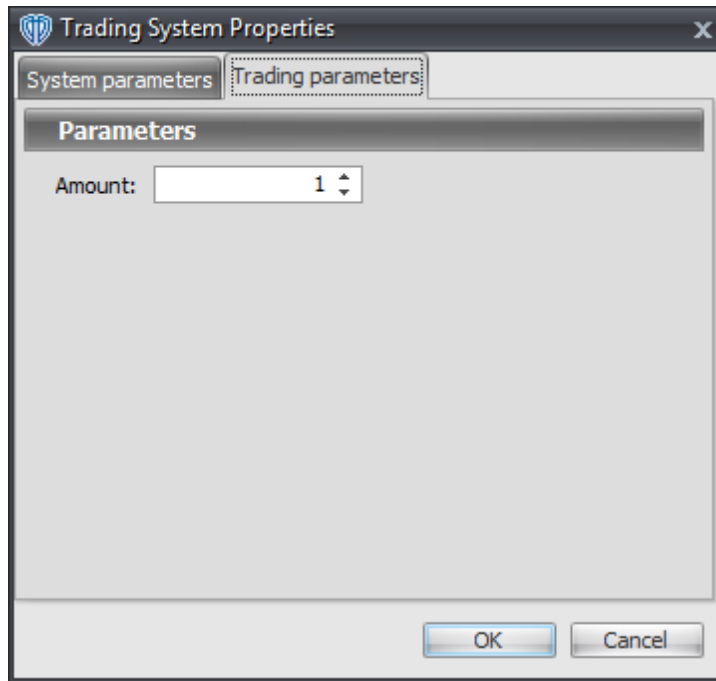 Trading System Properties
System parameters Trading parameters
Parameters
Amount: 1
OK Cancel